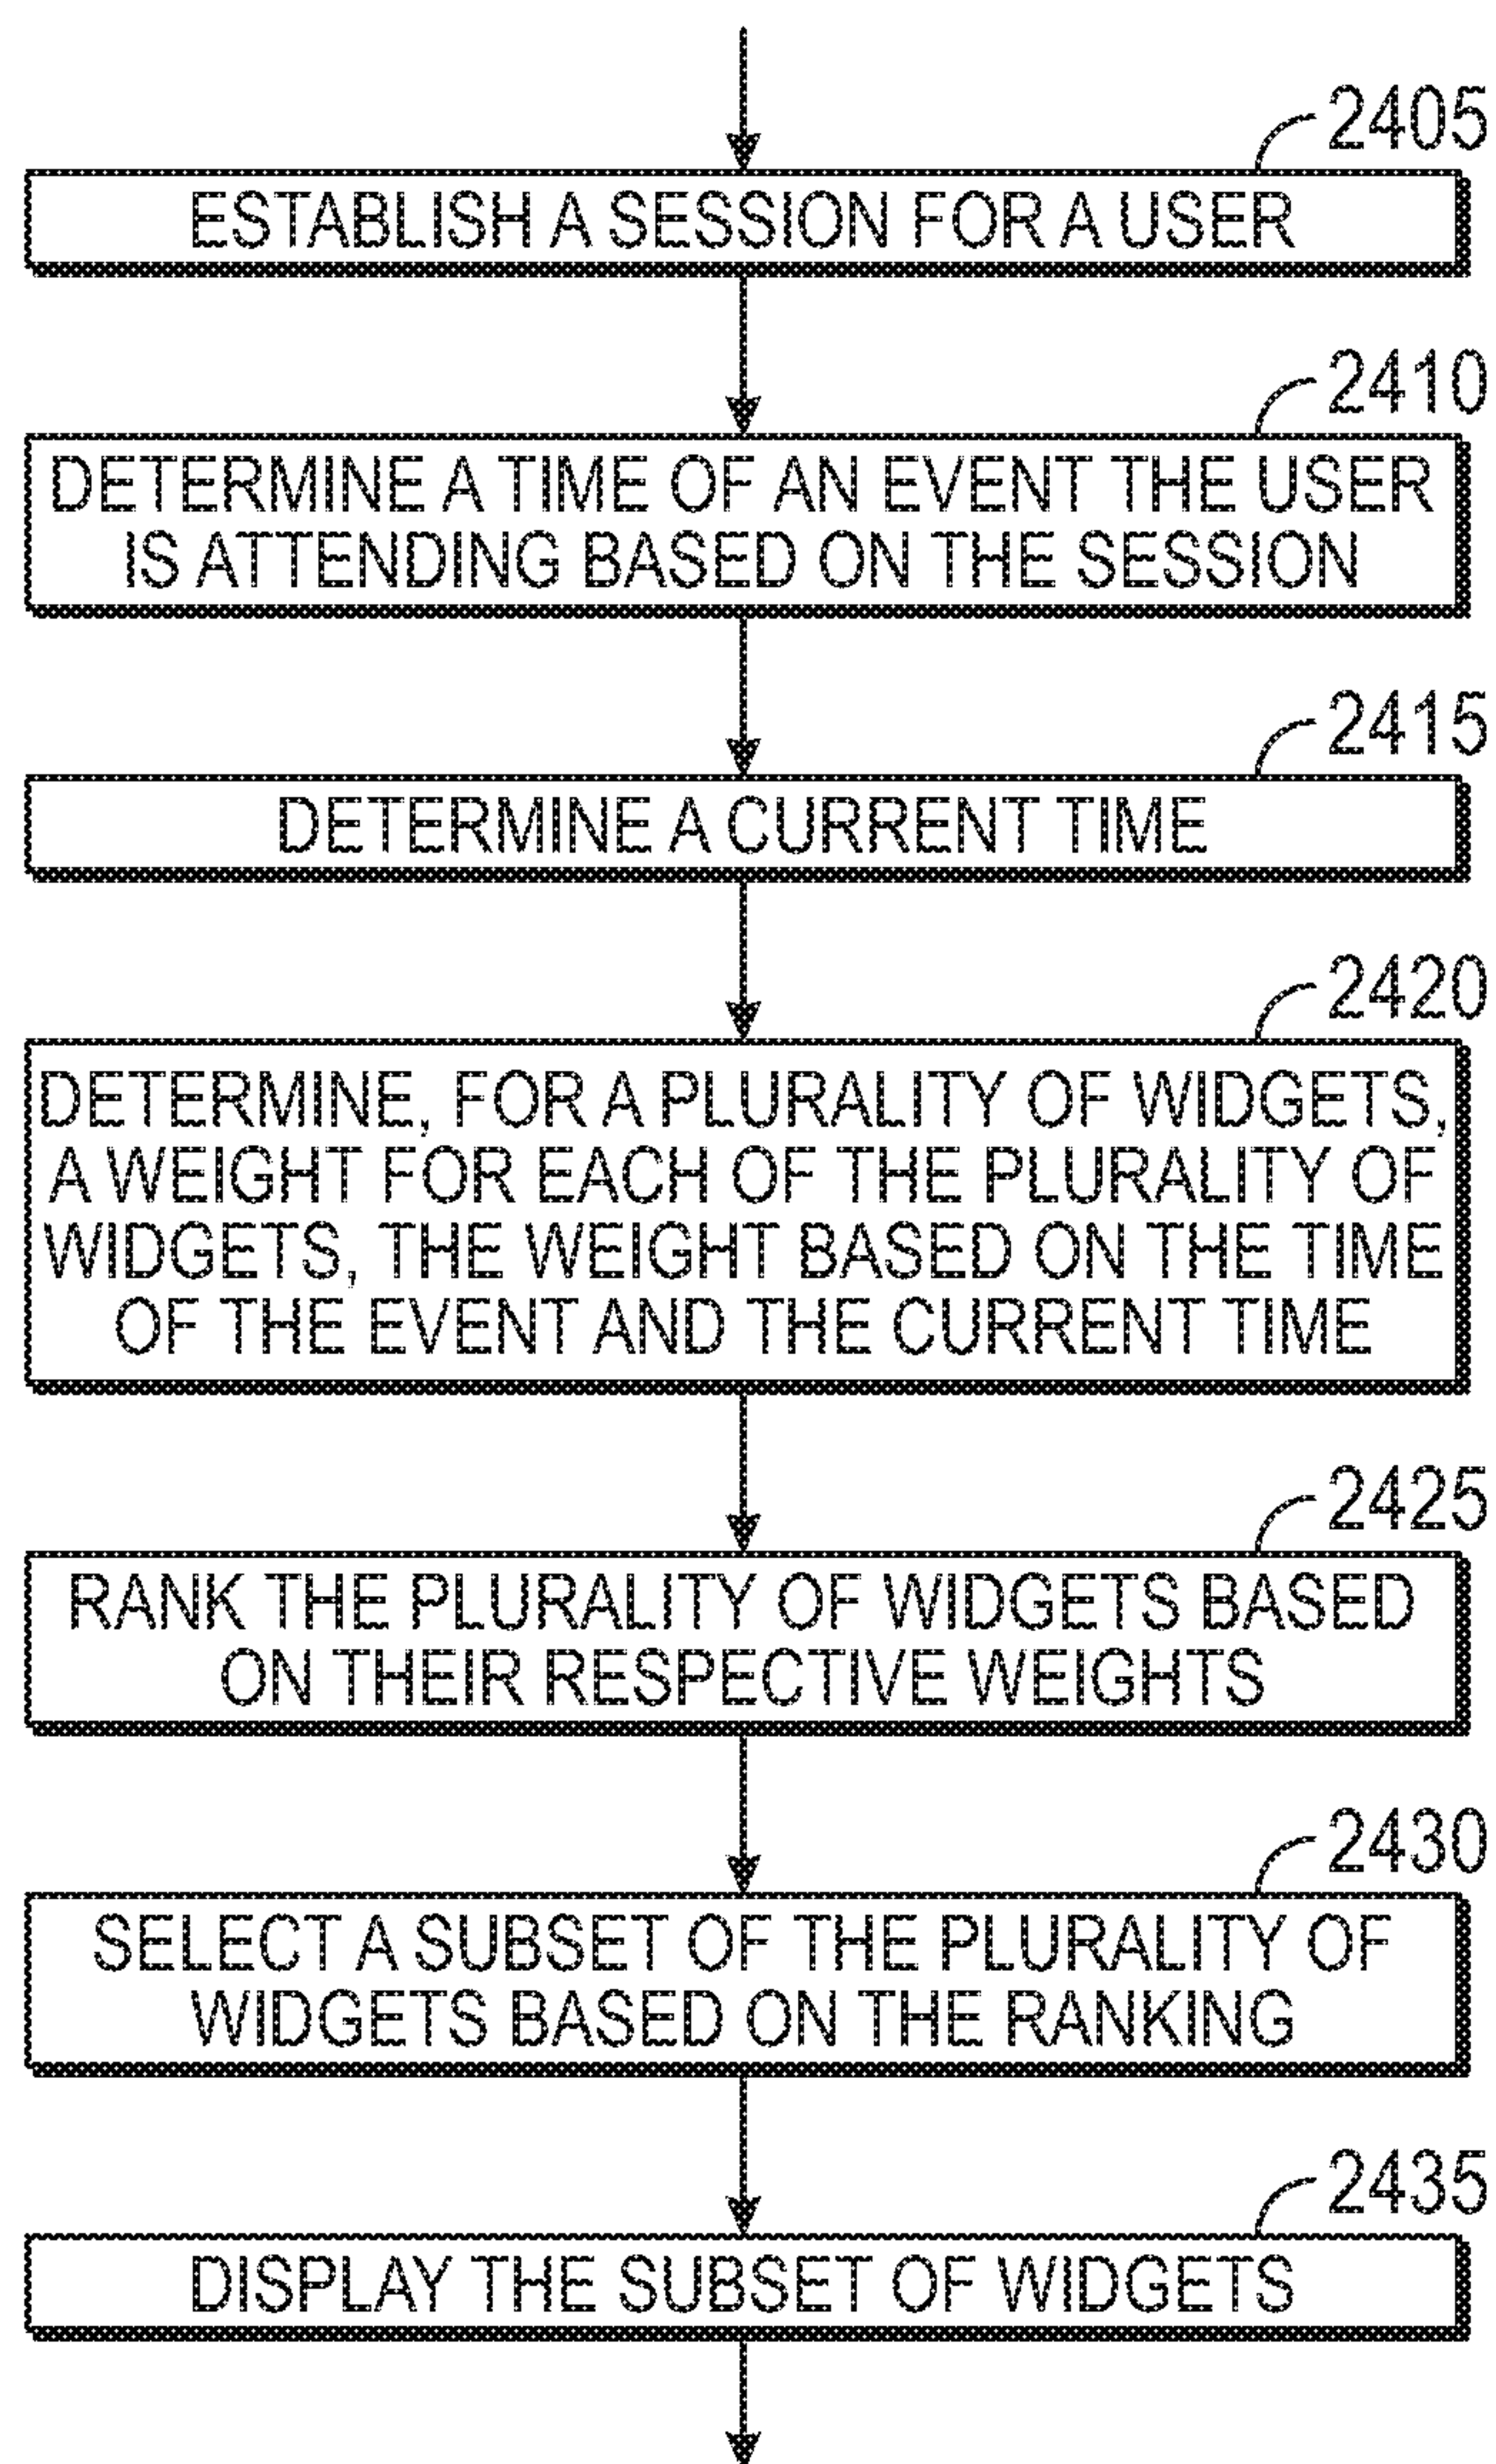 2405
ESTABLISH A SESSION FOR A USER
2410
DETERMINE A TIME OF AN EVENT THE USER
IS ATTENDING BASED ON THE SESSION
2415
DETERMINE A CURRENT TIME
2420
DETERMINE, FOR A PLURALITY OF WIDGETS,
A WEIGHT FOR EACH OF THE PLURALITY OF
WIDGETS, THE WEIGHT BASED ON THE TIME
OF THE EVENT AND THE CURRENT TIME
2425
RANK THE PLURALITY OF WIDGETS BASED
ON THEIR RESPECTIVE WEIGHTS
2430
SELECT A SUBSET OF THE PLURALITY OF
WIDGETS BASED ON THE RANKING
2435
DISPLAY THE SUBSET OF WIDGETS